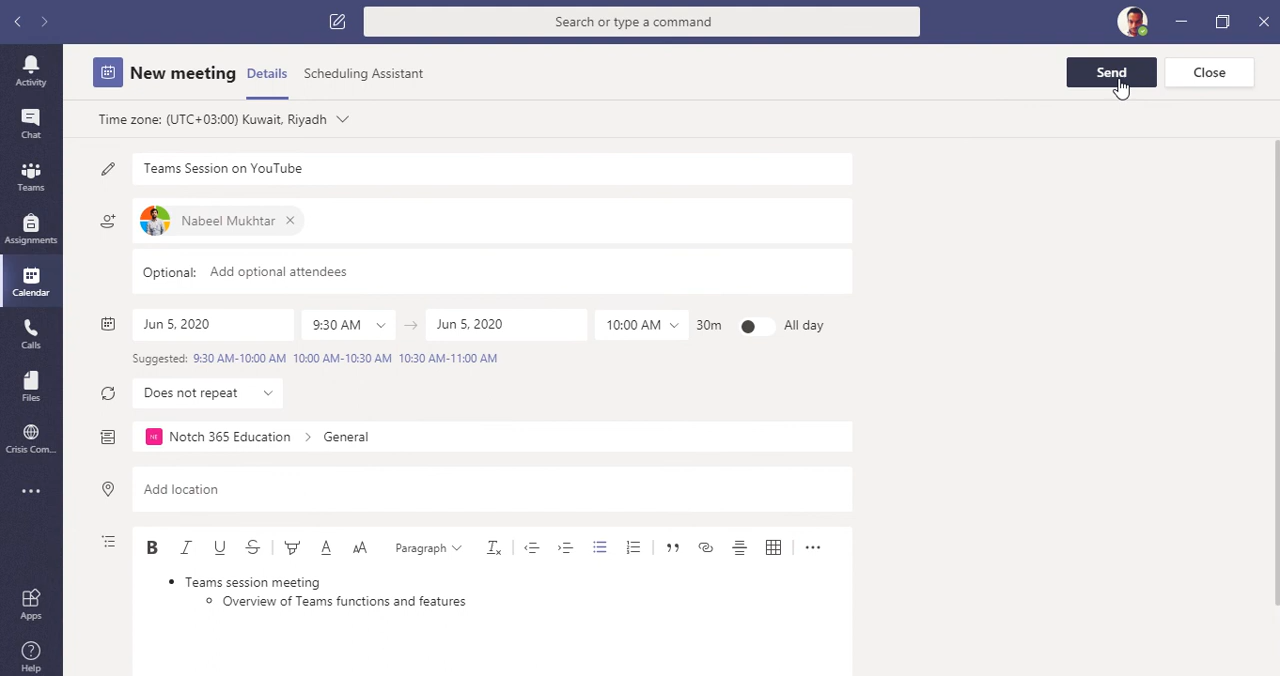 Search or type a command
Activity
Chat
Teams
Assignments
Calendar
Calls
Files
Crisis Com...
Apps
Help
New meeting Details Scheduling Assistant Send Close
Time zone: (UTC+03:00) Kuwait, Riyadh
Teams Session on YouTube
Nabeel Mukhtar
Optional: Add optional attendees
Jun 5, 2020 9:30 AM Jun 5, 2020 10:00 AM 30m All day
Suggested: 9:30 AM-10:00 AM 10:00 AM-10:30 AM 10:30 AM-11:00 AM
Does not repeat
NE Notch 365 Education > General
Add location
B I U S A AA Paragraph Tx
Teams session meeting
Overview of Teams functions and features